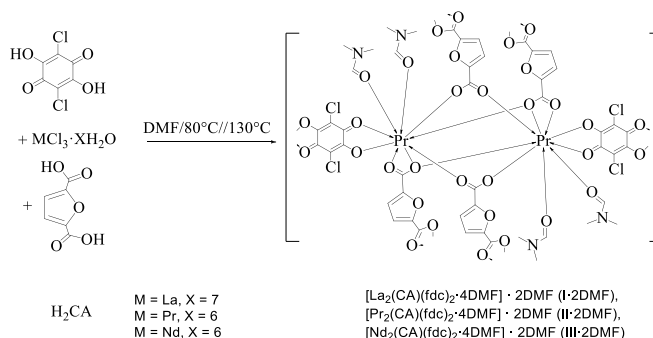 Cl
HO
O
O
OH
Cl
+ MCl₃·XH₂O
HO
O
O
+
O
OH
DMF/80°C//130°C
O
O
O
O
O
O
N
N
O
O
O
O
O
O
Cl
O
O
O
O
Cl
Pr
Pr
Cl
O
O
O
O
Cl
O
O
O
O
O
O
O
O
O
O
O
O
N
N
H₂CA
M = La, X = 7
M = Pr, X = 6
M = Nd, X = 6
[La₂(CA)(fdc)₂·4DMF] · 2DMF (I·2DMF),
[Pr₂(CA)(fdc)₂·4DMF] · 2DMF (II·2DMF),
[Nd₂(CA)(fdc)₂·4DMF] · 2DMF (III·2DMF)